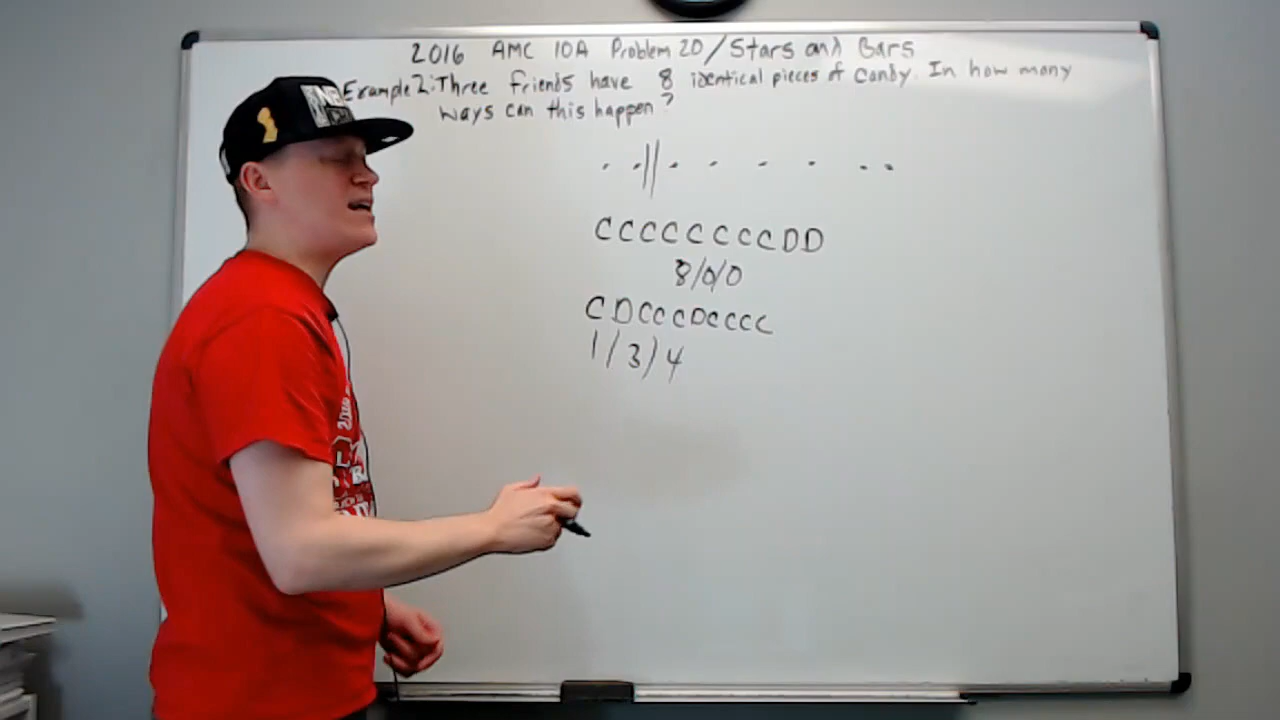 2016 AMC 10A Problem 20/Stars and Bars
Example 2: Three friends have 8 identical pieces of candy. In how many
ways can this happen?
. . || . . . . . .
CCCCCCCCDD
8/0/0
CDCCCDCCCC
1/3/4